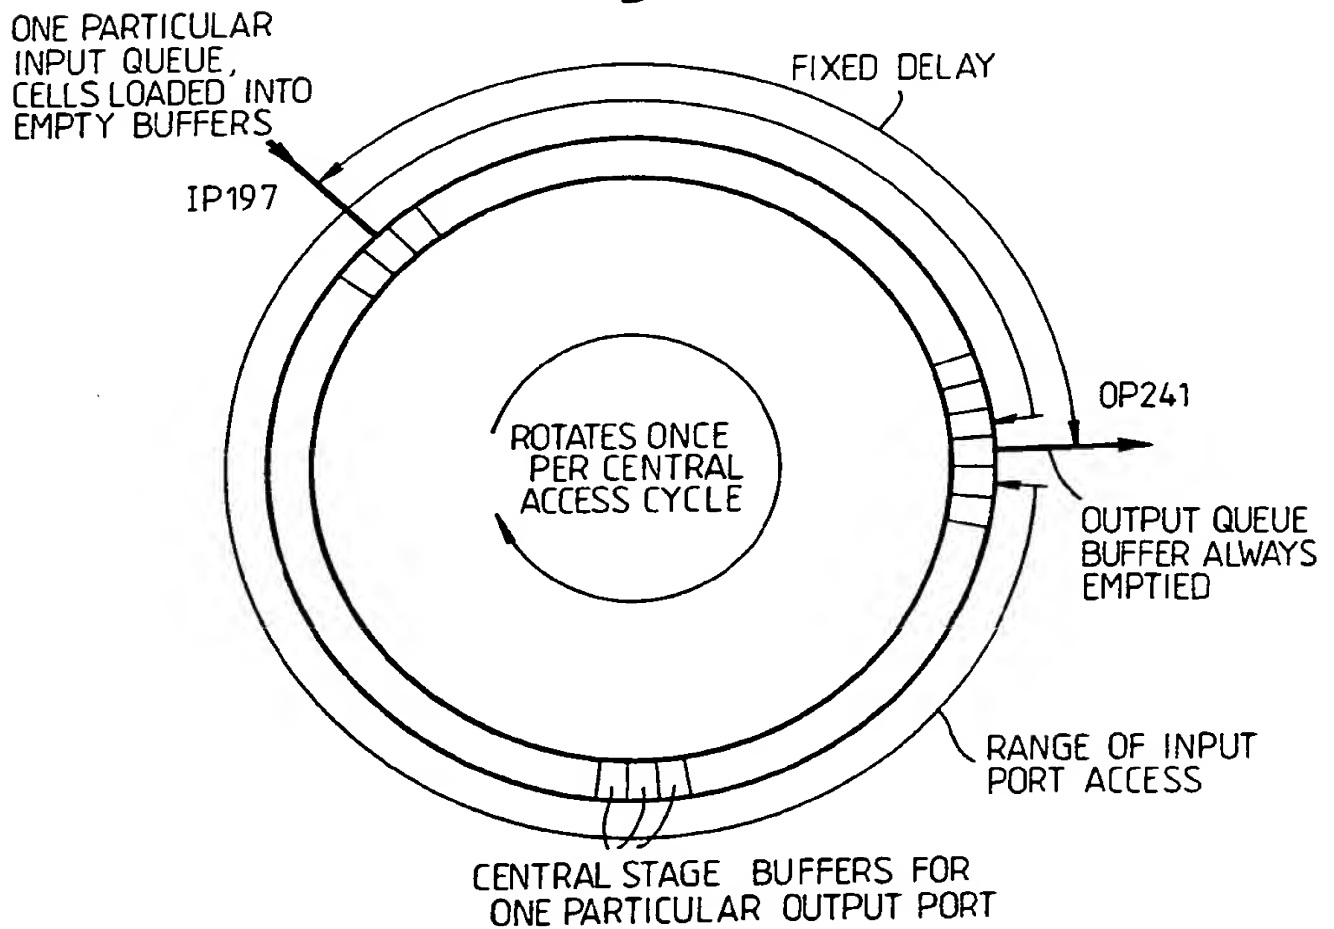 ONE PARTICULAR
INPUT QUEUE,
CELLS LOADED INTO
EMPTY BUFFERS
FIXED DELAY
IP197
OP241
ROTATES ONCE
PER CENTRAL
ACCESS CYCLE
OUTPUT QUEUE
BUFFER ALWAYS
EMPTIED
RANGE OF INPUT
PORT ACCESS
CENTRAL STAGE BUFFERS FOR
ONE PARTICULAR OUTPUT PORT